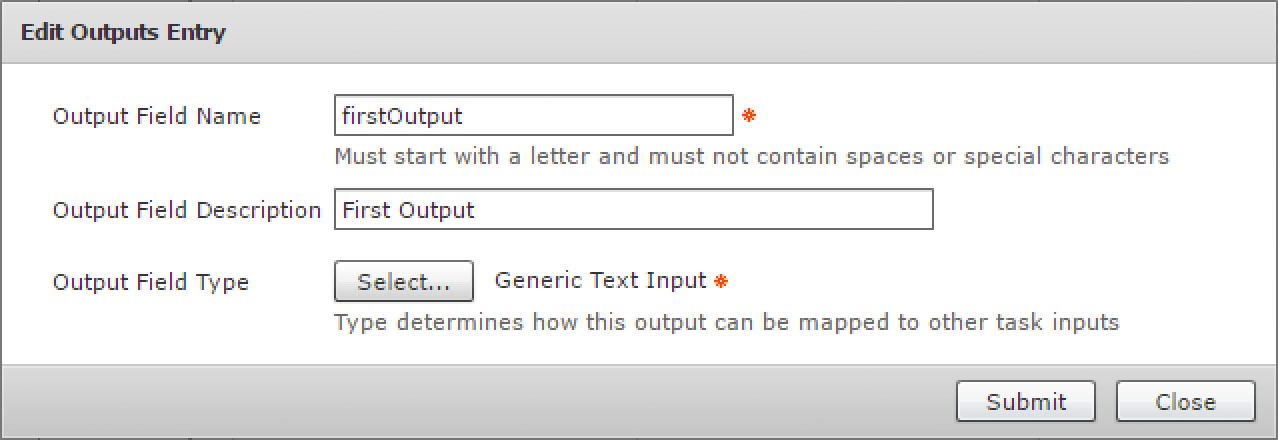 Edit Outputs Entry
Output Field Name firstOutput *
Must start with a letter and must not contain spaces or special characters
Output Field Description First Output
Output Field Type Select... Generic Text Input *
Type determines how this output can be mapped to other task inputs
Submit Close